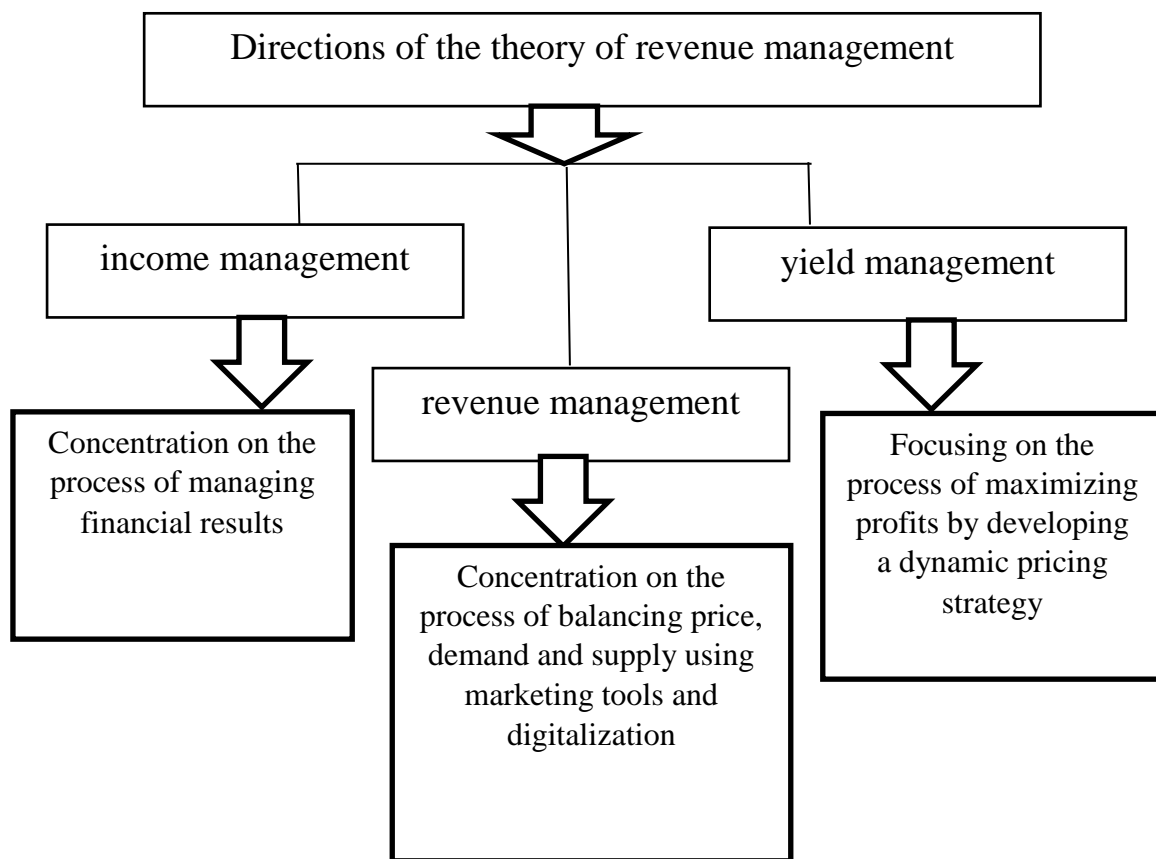 Directions of the theory of revenue management
income management
yield management
revenue management
Concentration on the
process of managing
financial results
Concentration on the
process of balancing price,
demand and supply using
marketing tools and
digitalization
Focusing on the
process of maximizing
profits by developing
a dynamic pricing
strategy